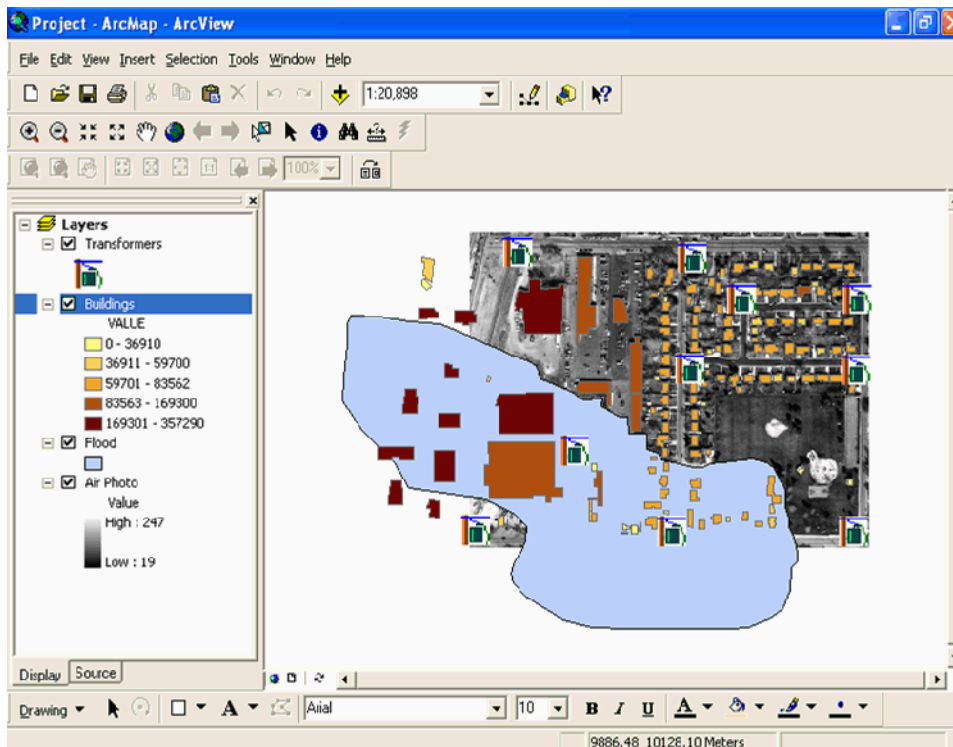 Project - ArcMap - ArcView
File Edit View Insert Selection Tools Window Help
1:20,898
100%
Layers
Transformers
Buildings
VALUE
0 - 36910
36911 - 59700
59701 - 83562
83563 - 169300
169301 - 357290
Flood
Air Photo
Value
High : 247
Low : 19
Display Source
Drawing A Arial 10 B I U A
9886.48 10128.10 Meters